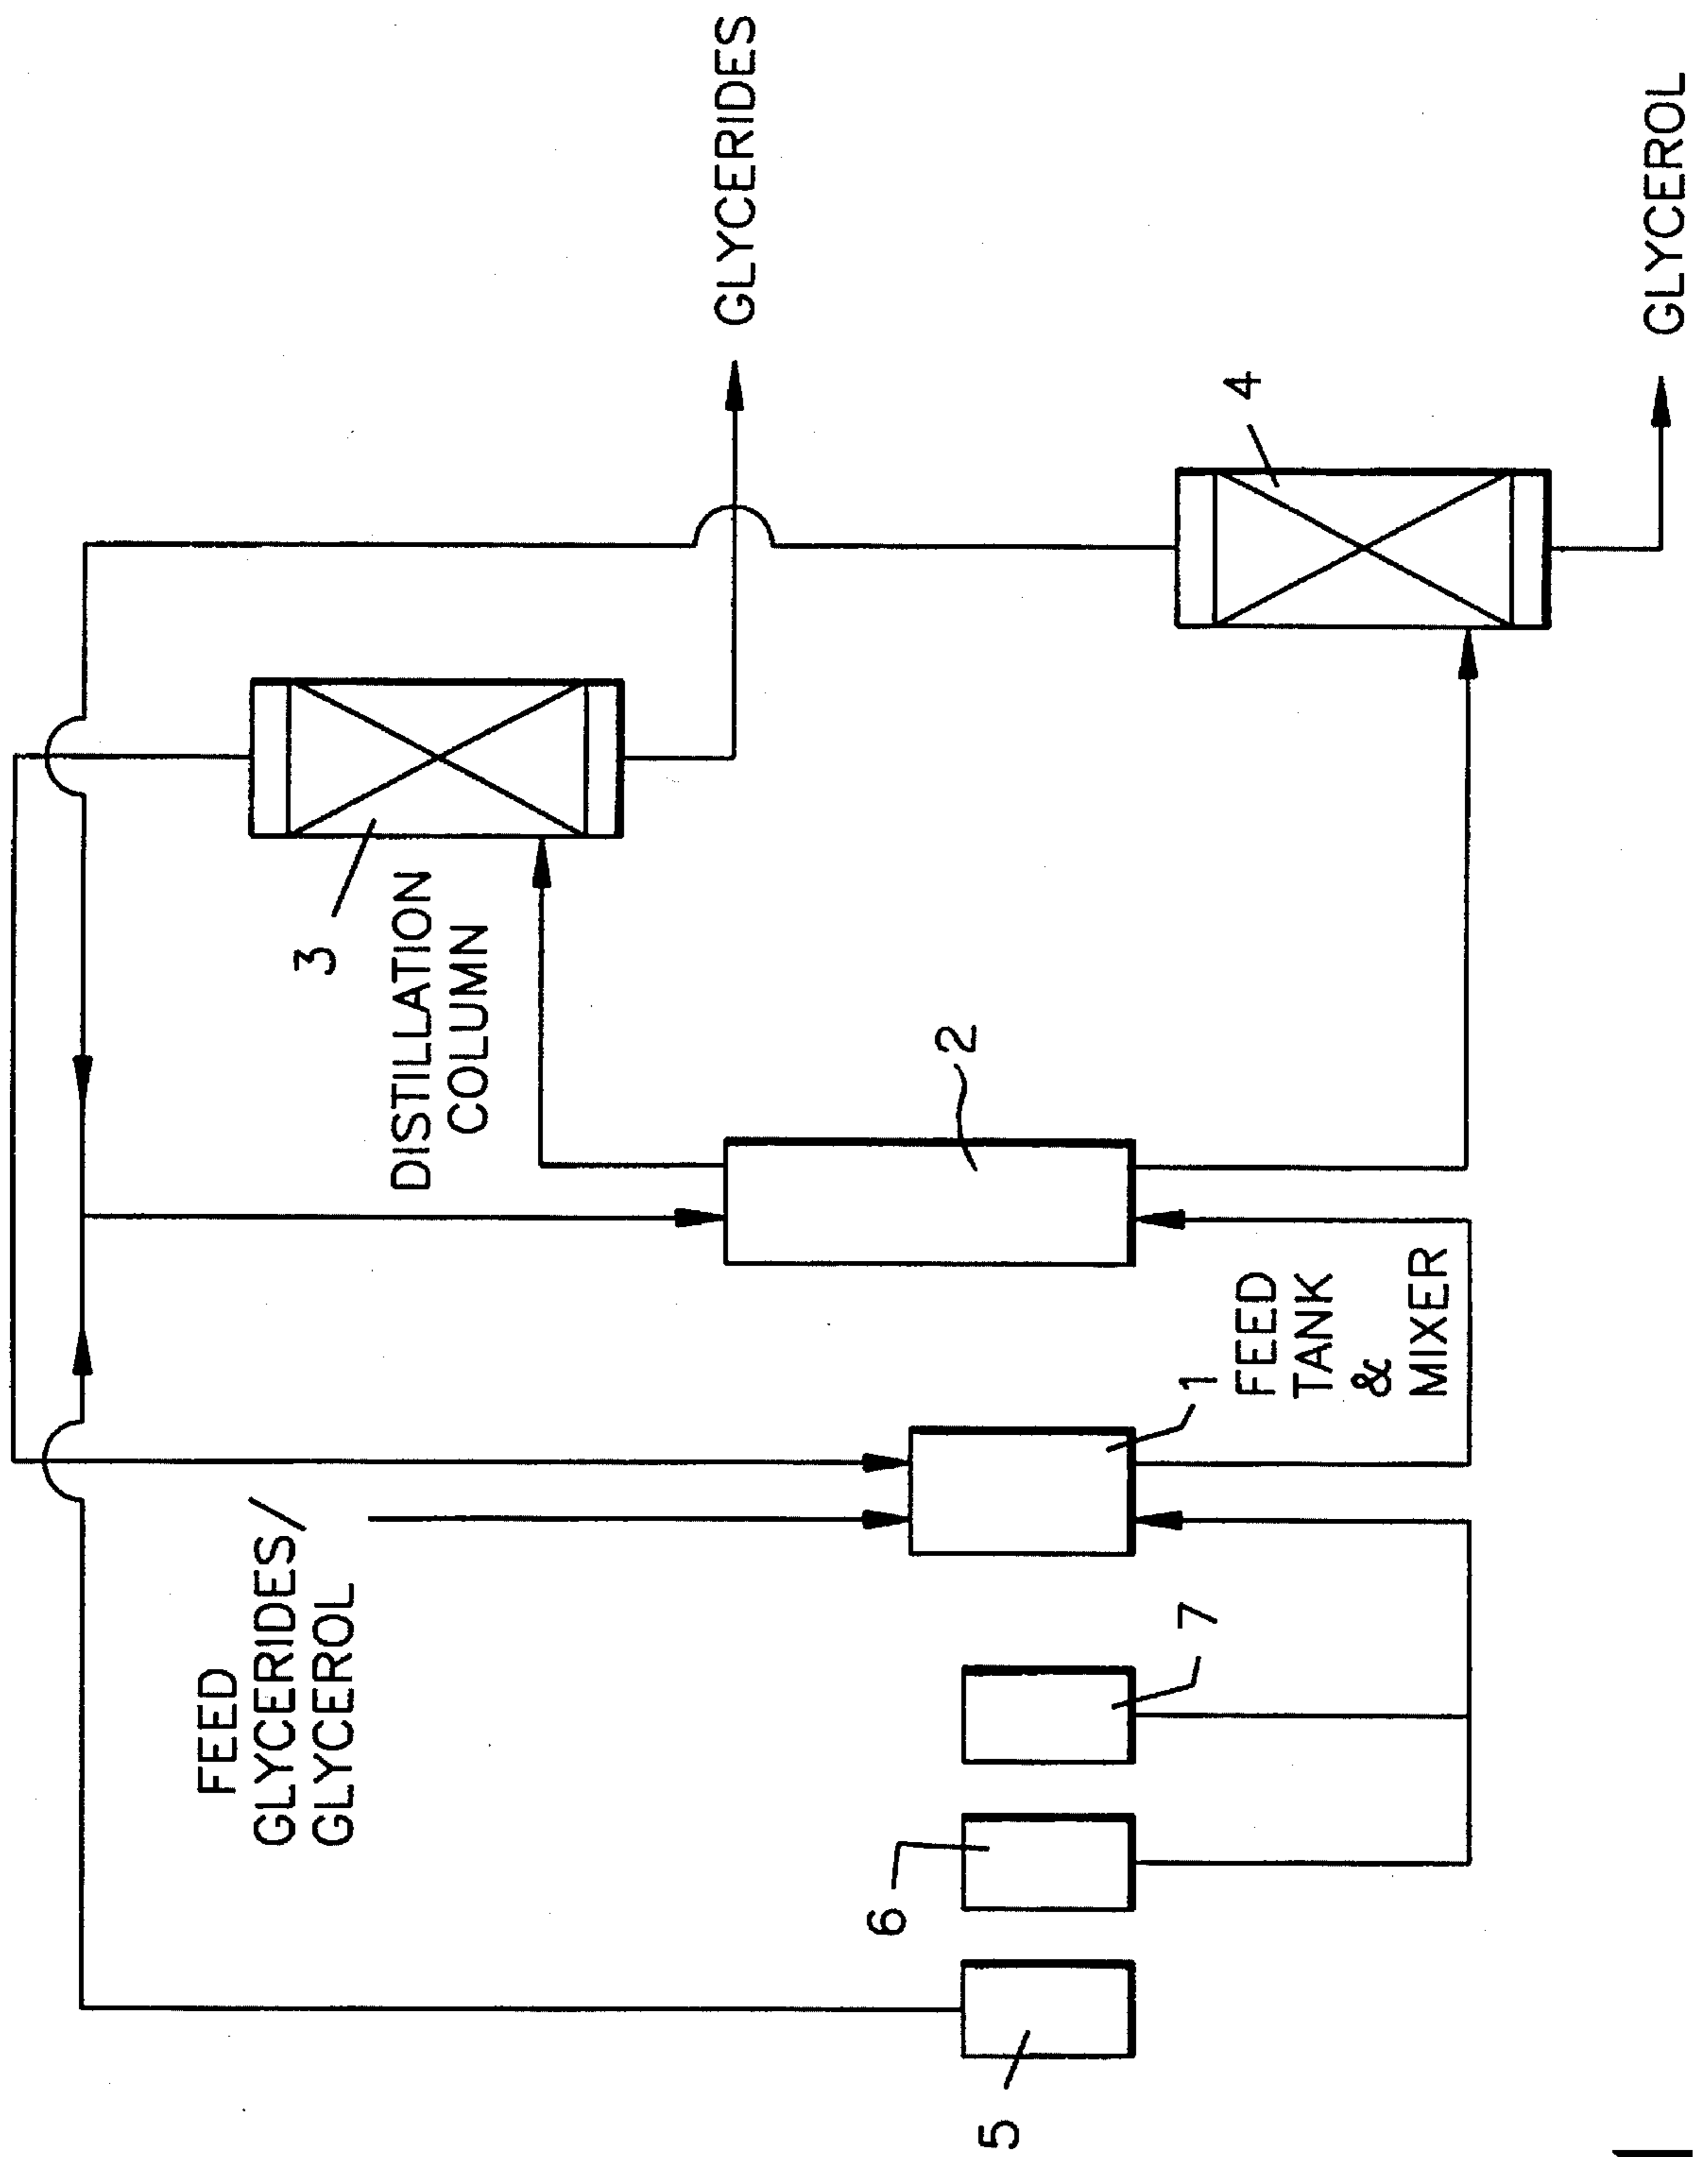 FEED
GLYCERIDES/
GLYCEROL
5
6
7
1
FEED
TANK
&
MIXER
2
DISTILLATION
COLUMN
3
4
GLYCERIDES
GLYCEROL